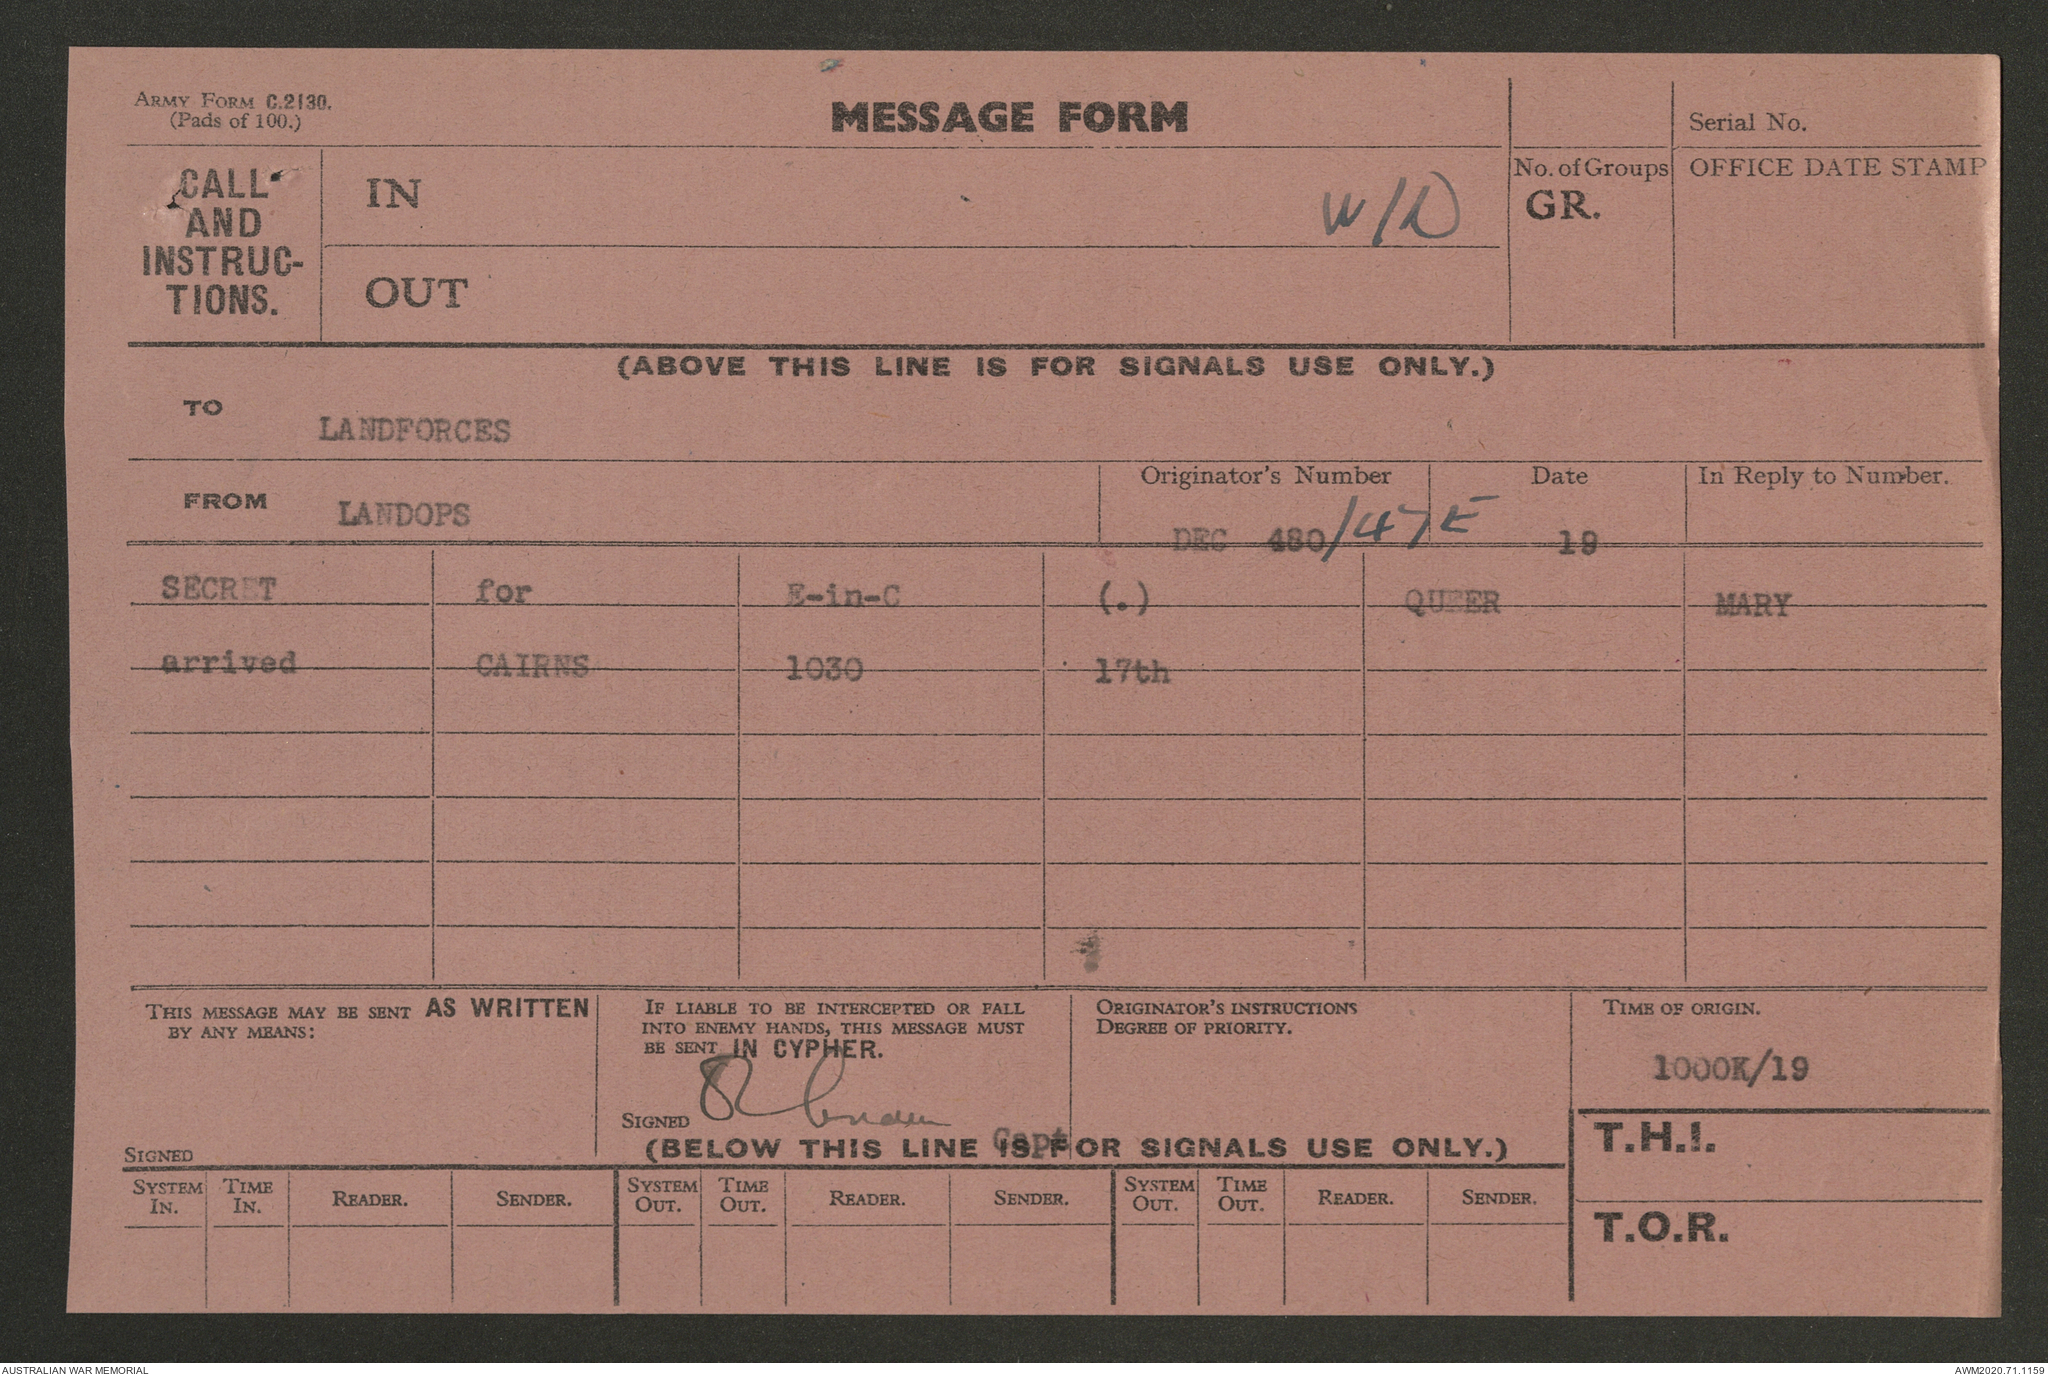 ARMY FORM C.2130.
(Pads of 100.)
MESSAGE FORM
Serial No.
CALL
AND
INSTRUC-
TIONS.
IN
W/D
No. of Groups
GR.
OFFICE DATE STAMP
OUT
(ABOVE THIS LINE IS FOR SIGNALS USE ONLY.)
TO LANDFORCES
FROM LANDOPS
Originator's Number
DEC 480/47E
Date
19
In Reply to Number.
SECRET for E-in-C (.) QUEER MARY
arrived CAIRNS 1030 17th
THIS MESSAGE MAY BE SENT AS WRITTEN
BY ANY MEANS:
SIGNED
IF LIABLE TO BE INTERCEPTED OR FALL
INTO ENEMY HANDS, THIS MESSAGE MUST
BE SENT IN CYPHER.
SIGNED
Capt
ORIGINATOR'S INSTRUCTIONS
DEGREE OF PRIORITY.
TIME OF ORIGIN.
1000K/19
(BELOW THIS LINE IS FOR SIGNALS USE ONLY.)
T.H.I.
T.O.R.
SYSTEM IN. TIME IN. READER. SENDER. SYSTEM OUT. TIME OUT. READER. SENDER. SYSTEM OUT. TIME OUT. READER. SENDER.
AUSTRALIAN WAR MEMORIAL
AWM2020.71.1159